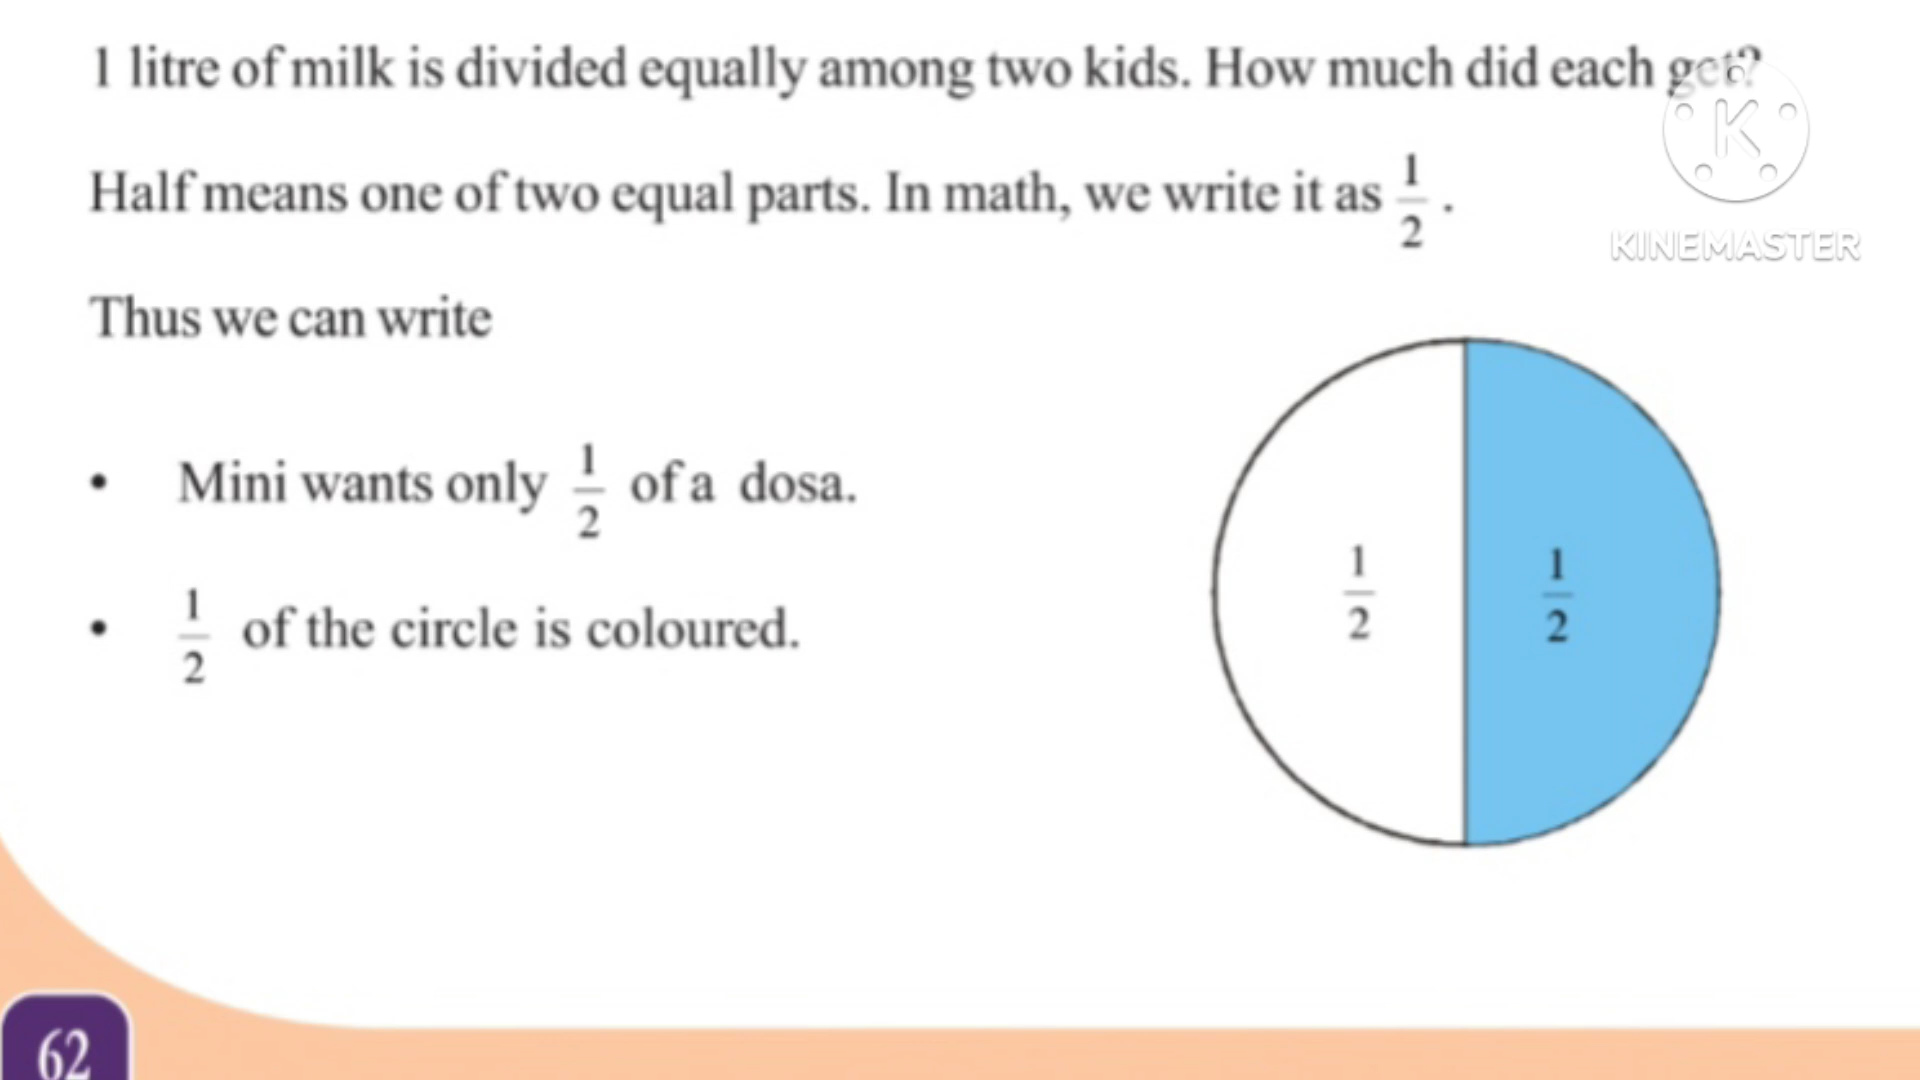 1 litre of milk is divided equally among two kids. How much did each get?
K
KINEMASTER
Half means one of two equal parts. In math, we write it as 1/2 .
Thus we can write
• Mini wants only 1/2 of a dosa.
• 1/2 of the circle is coloured.
1/2 1/2
62